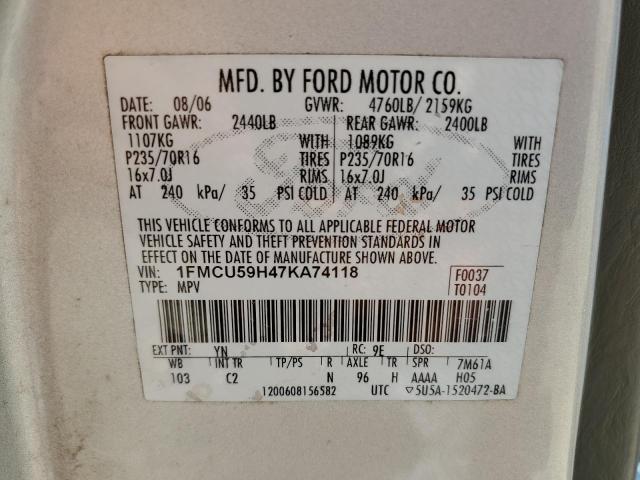 MFD. BY FORD MOTOR CO.
DATE: 08/06 GVWR: 4760LB/ 2159KG
FRONT GAWR: 2440LB REAR GAWR: 2400LB
1107KG WITH 1089KG WITH
P235/70R16 TIRES P235/70R16 TIRES
16x7.0J RIMS 16x7.0J RIMS
AT 240 kPa/ 35 PSI COLD AT 240 kPa/ 35 PSI COLD
THIS VEHICLE CONFORMS TO ALL APPLICABLE FEDERAL MOTOR
VEHICLE SAFETY AND THEFT PREVENTION STANDARDS IN
EFFECT ON THE DATE OF MANUFACTURE SHOWN ABOVE.
VIN: 1FMCU59H47KA74118 F0037
TYPE: MPV T0104
EXT PNT: YN RC: 9E DSO:
WB INT TR TP/PS R AXLE TR SPR 7M61A
103 C2 N 96 H AAAA H05
1200608156582 UTC ▽5U5A-1520472-BA